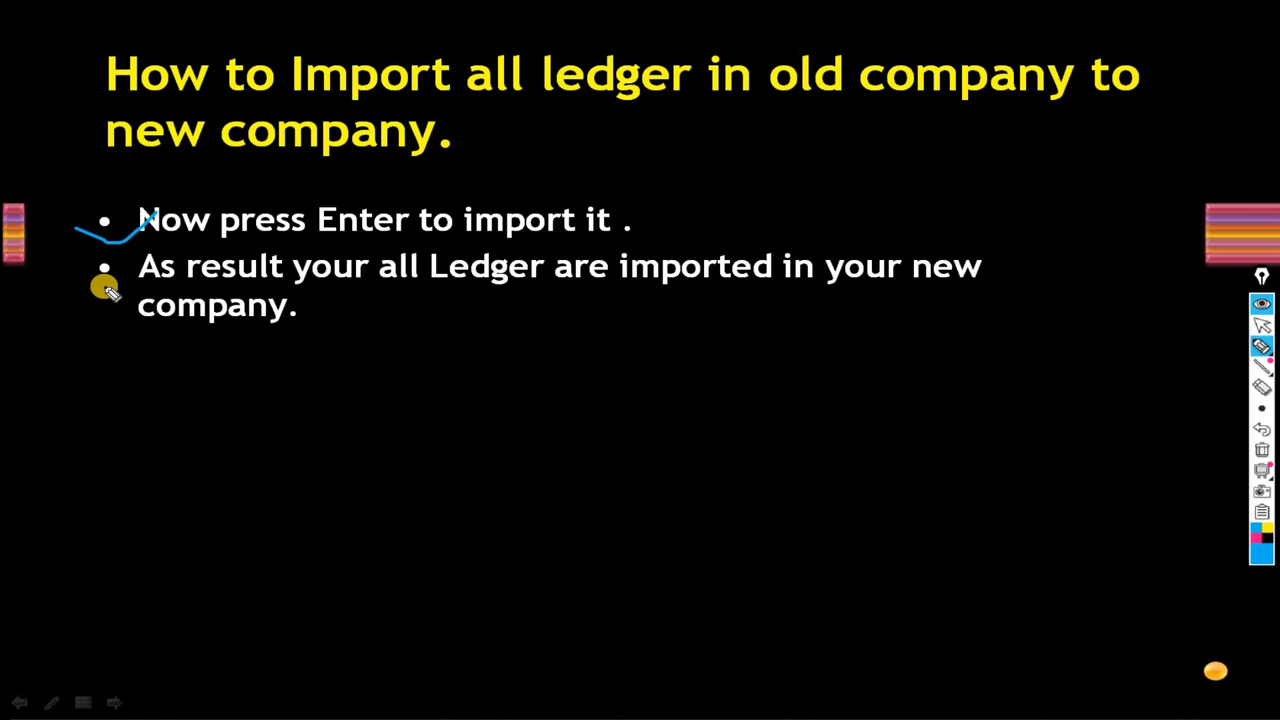 How to Import all ledger in old company to
new company.
• Now press Enter to import it .
• As result your all Ledger are imported in your new
company.